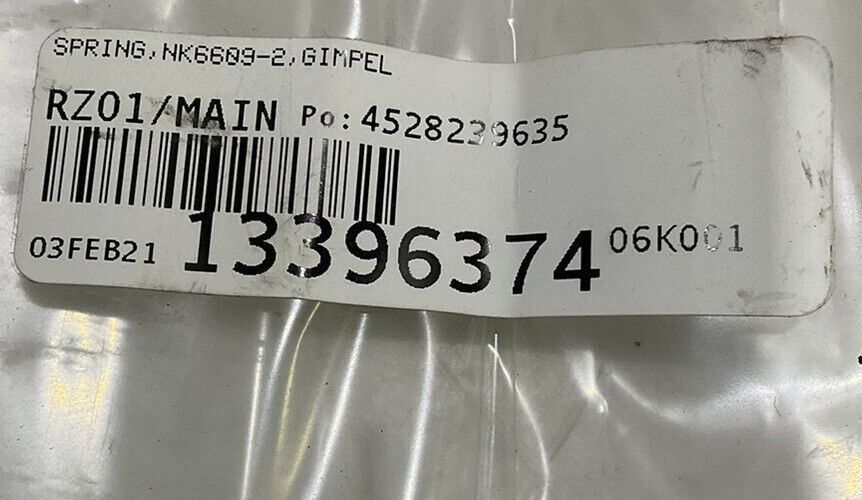 SPRING,NK6609-2,GIMPEL
RZ01/MAIN Po: 4528239635
03FEB21 13396374 06K001